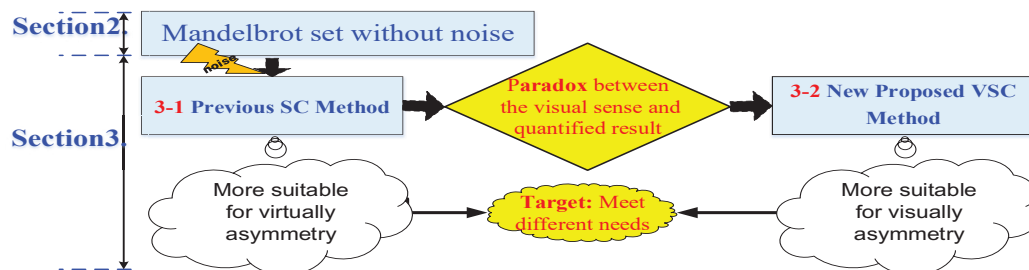 Section2.
Mandelbrot set without noise
noise
Section3.
3-1 Previous SC Method
Paradox between
the visual sense and
quantified result
3-2 New Proposed VSC
Method
More suitable
for virtually
asymmetry
Target: Meet
different needs
More suitable
for visually
asymmetry